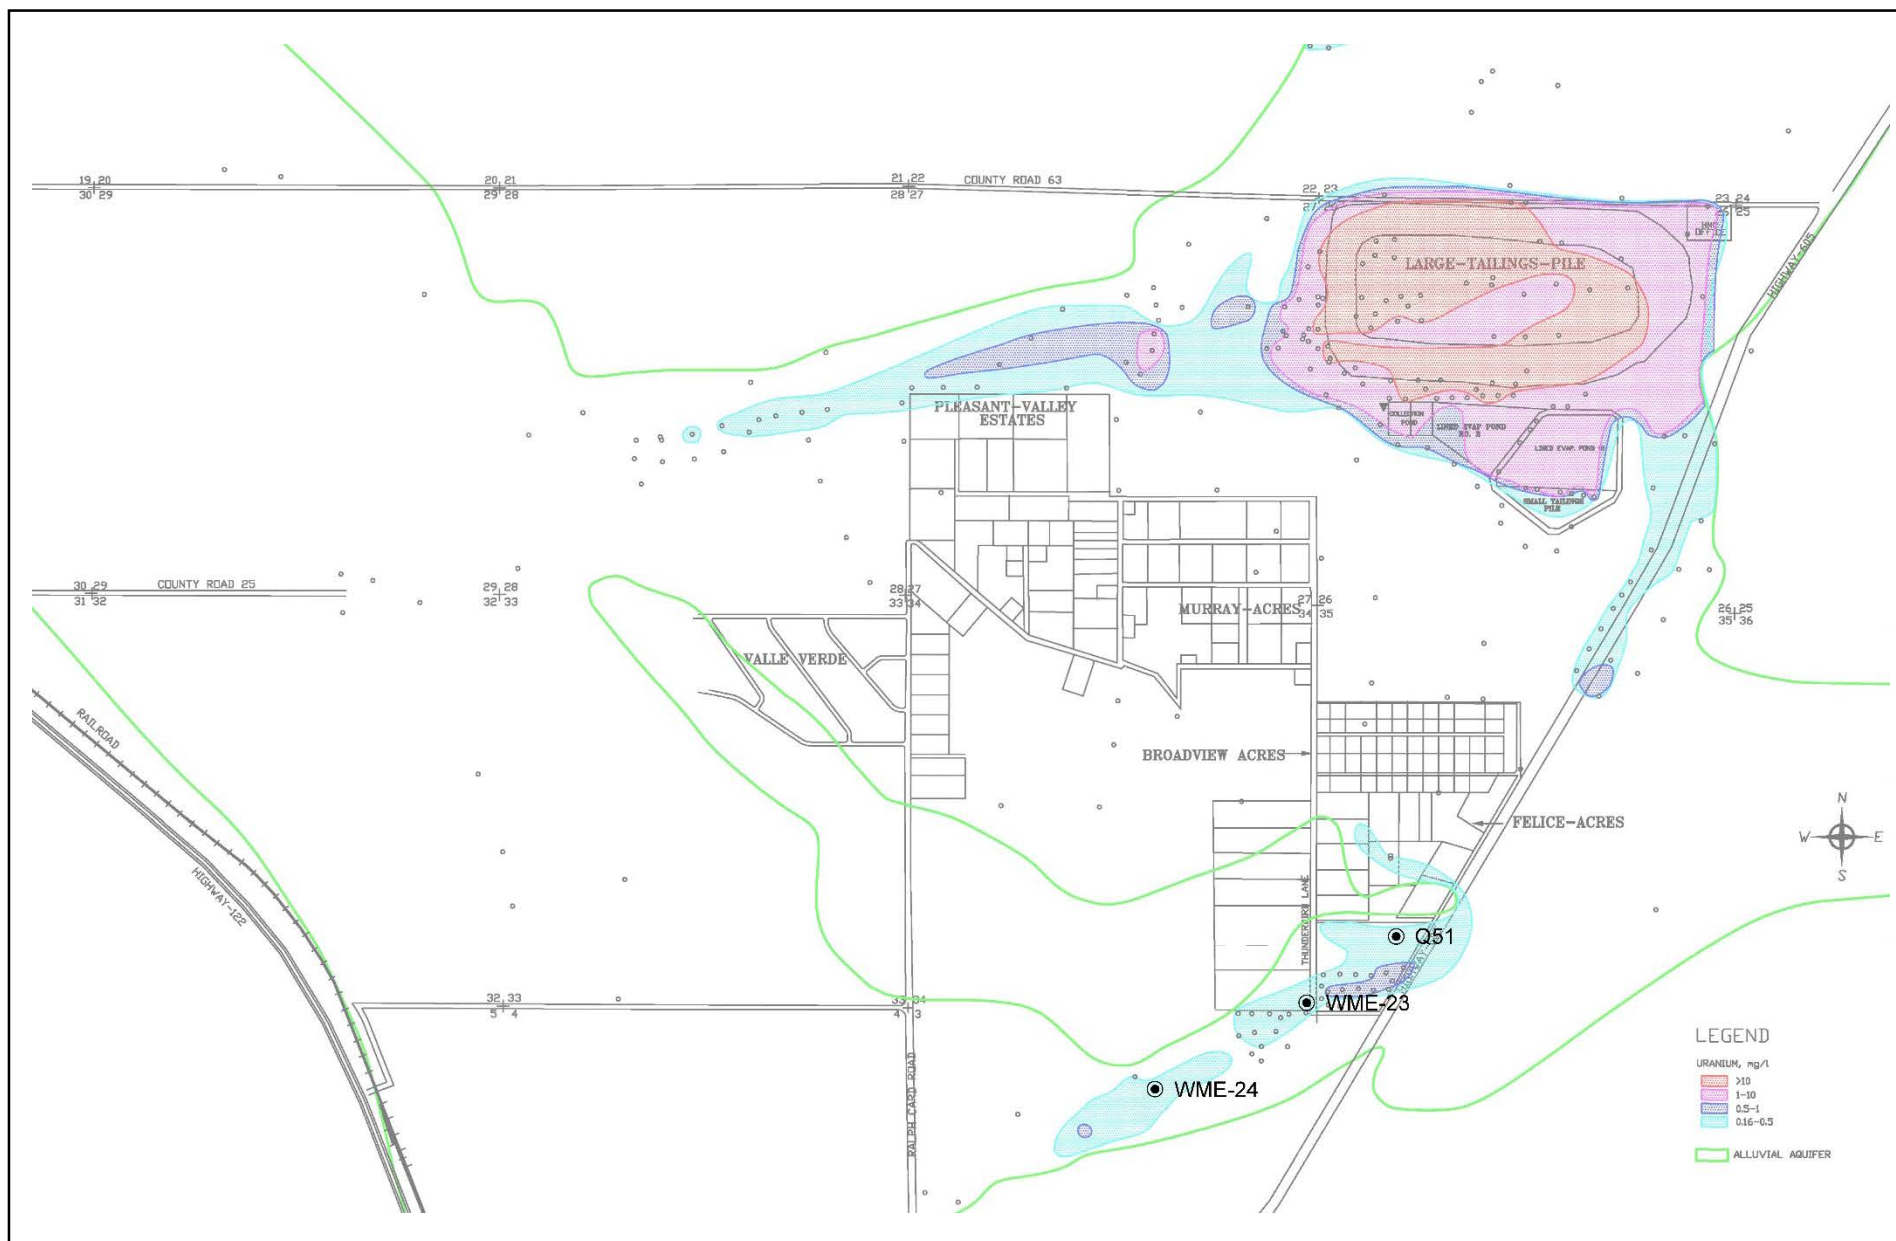 19 20
30 29
20 21
29 28
21 22
28 27
COUNTY ROAD 63
22 23
23 24
25
HIGHWAY-605
LARGE-TAILINGS-PILE
COLLECTION
POND
LINED EVAP POND
NO. 2
LINED EVAP. POND
SMALL TAILINGS
PILE
PLEASANT-VALLEY
ESTATES
30 29
31 32
COUNTY ROAD 25
29 28
32 33
28 27
33 34
MURRAY-ACRES
27 26
34 35
26 25
35 36
VALLE VERDE
RAILROAD
BROADVIEW ACRES
FELICE-ACRES
N
W E
S
HIGHWAY-122
THUNDERBIRD LANE
Q51
32 33
5 4
33 34
4 3
WME-23
WME-24
RALPH CARD ROAD
LEGEND
URANIUM, mg/l
>10
1-10
0.5-1
0.16-0.5
ALLUVIAL AQUIFER